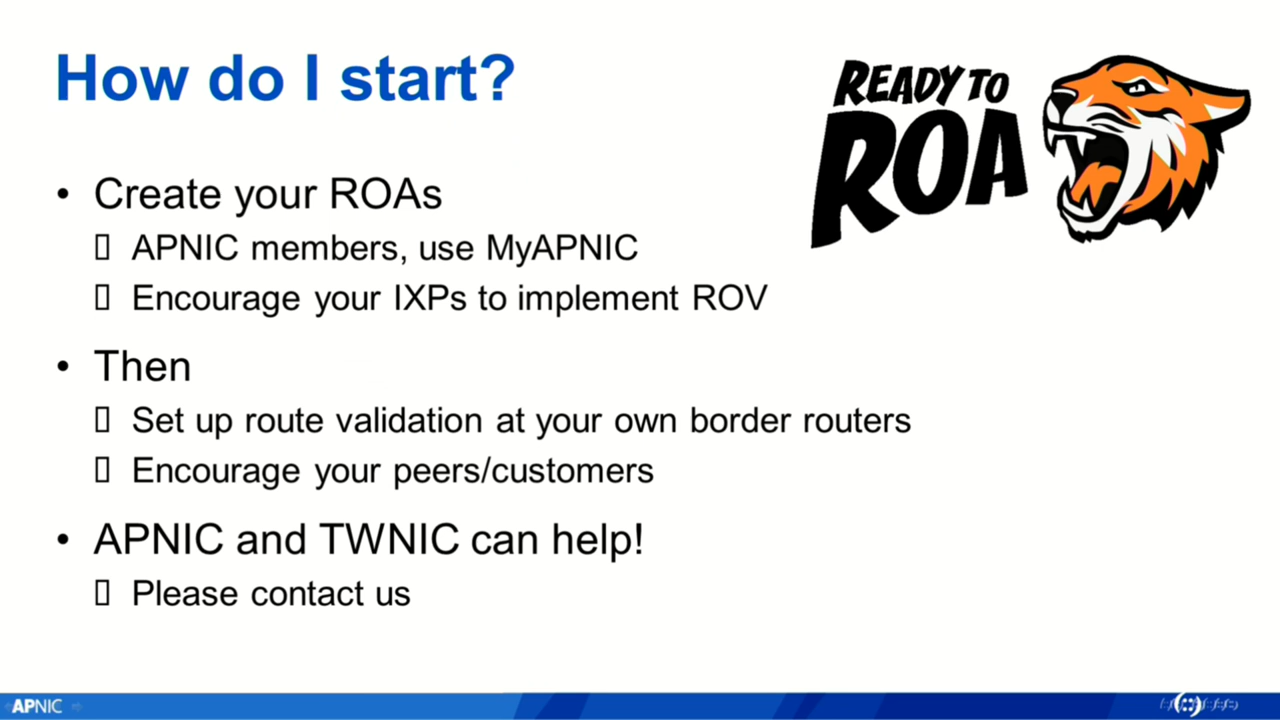 How do I start?
READY TO
ROA
• Create your ROAs
▯ APNIC members, use MyAPNIC
▯ Encourage your IXPs to implement ROV
• Then
▯ Set up route validation at your own border routers
▯ Encourage your peers/customers
• APNIC and TWNIC can help!
▯ Please contact us
APNIC